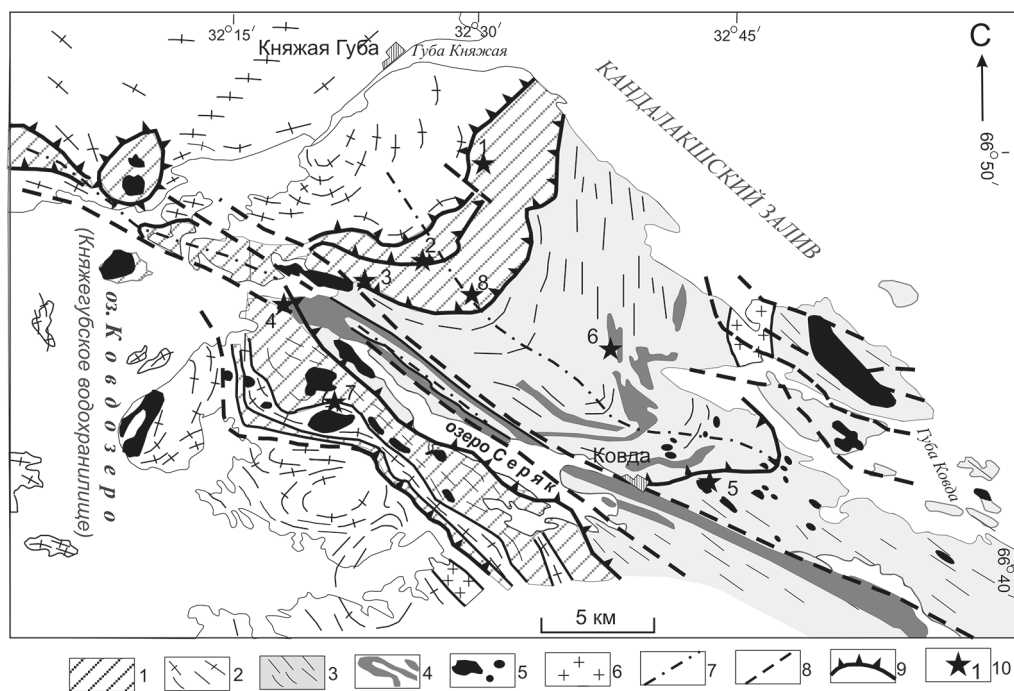 32°15′
32°30′
32°45′
С
Княжая Губа
Губа Княжая
КАНДАЛАКШСКИЙ ЗАЛИВ
66°50′
1
2
3
8
4
6
7
5
оз. Ковдозеро
(Княжегубское водохранилище)
озеро Серяк
Ковда
Губа Ковда
66°40′
5 км
1 2 3 4 5 6 7 8 9 1 10